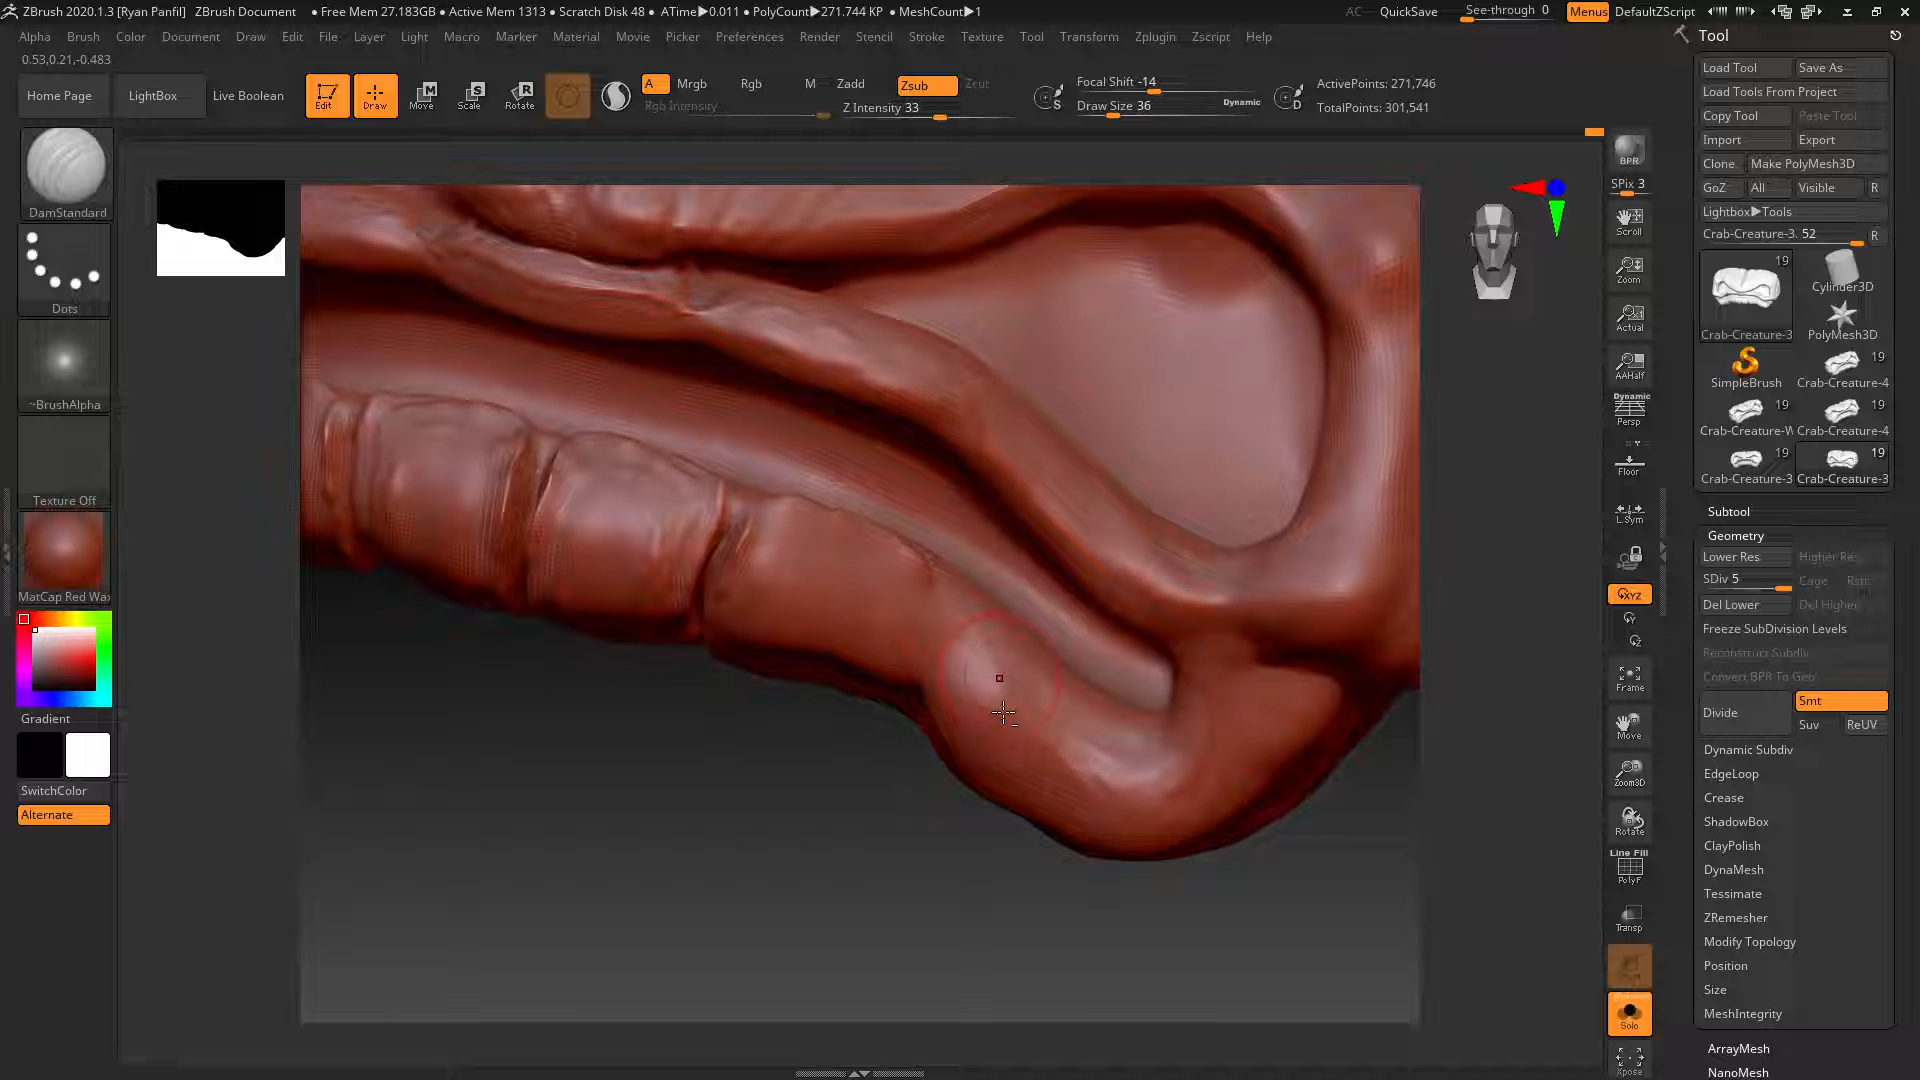 ZBrush 2020.1.3 [Ryan Panfil] ZBrush Document • Free Mem 27.183GB • Active Mem 1313 • Scratch Disk 48 • ATime▶0.011 • PolyCount▶271.744 KP • MeshCount▶1 AC QuickSave See-through 0 Menus DefaultZScript
Alpha Brush Color Document Draw Edit File Layer Light Macro Marker Material Movie Picker Preferences Render Stencil Stroke Texture Tool Transform Zplugin Zscript Help
0.53,0.21,-0.483
Home Page LightBox Live Boolean Edit Draw Move Scale Rotate
A Mrgb Rgb M Zadd Zsub Zcut
Rgb Intensity Z Intensity 33
Focal Shift -14
Draw Size 36 Dynamic
S D
ActivePoints: 271,746
TotalPoints: 301,541
DamStandard
Dots
~BrushAlpha
Texture Off
MatCap Red Wax
Gradient
SwitchColor
Alternate
BPR
SPix 3
Scroll
Zoom
Actual
AAHalf
Dynamic
Persp
Floor
L.Sym
XYZ
Y
Z
Frame
Move
Zoom3D
Rotate
Line Fill
PolyF
Transp
Solo
Xpose
Tool
Load Tool Save As
Load Tools From Project
Copy Tool Paste Tool
Import Export
Clone Make PolyMesh3D
GoZ All Visible R
Lightbox▶Tools
Crab-Creature-3. 52 R
19
Cylinder3D
Crab-Creature-3 PolyMesh3D
19
SimpleBrush Crab-Creature-4
19 19
Crab-Creature-W Crab-Creature-4
19 19
Crab-Creature-3 Crab-Creature-3
Subtool
Geometry
Lower Res Higher Res
SDiv 5 Cage Rstr
Del Lower Del Higher
Freeze SubDivision Levels
Reconstruct Subdiv
Convert BPR To Geo
Divide Smt
Suv ReUV
Dynamic Subdiv
EdgeLoop
Crease
ShadowBox
ClayPolish
DynaMesh
Tessimate
ZRemesher
Modify Topology
Position
Size
MeshIntegrity
ArrayMesh
NanoMesh